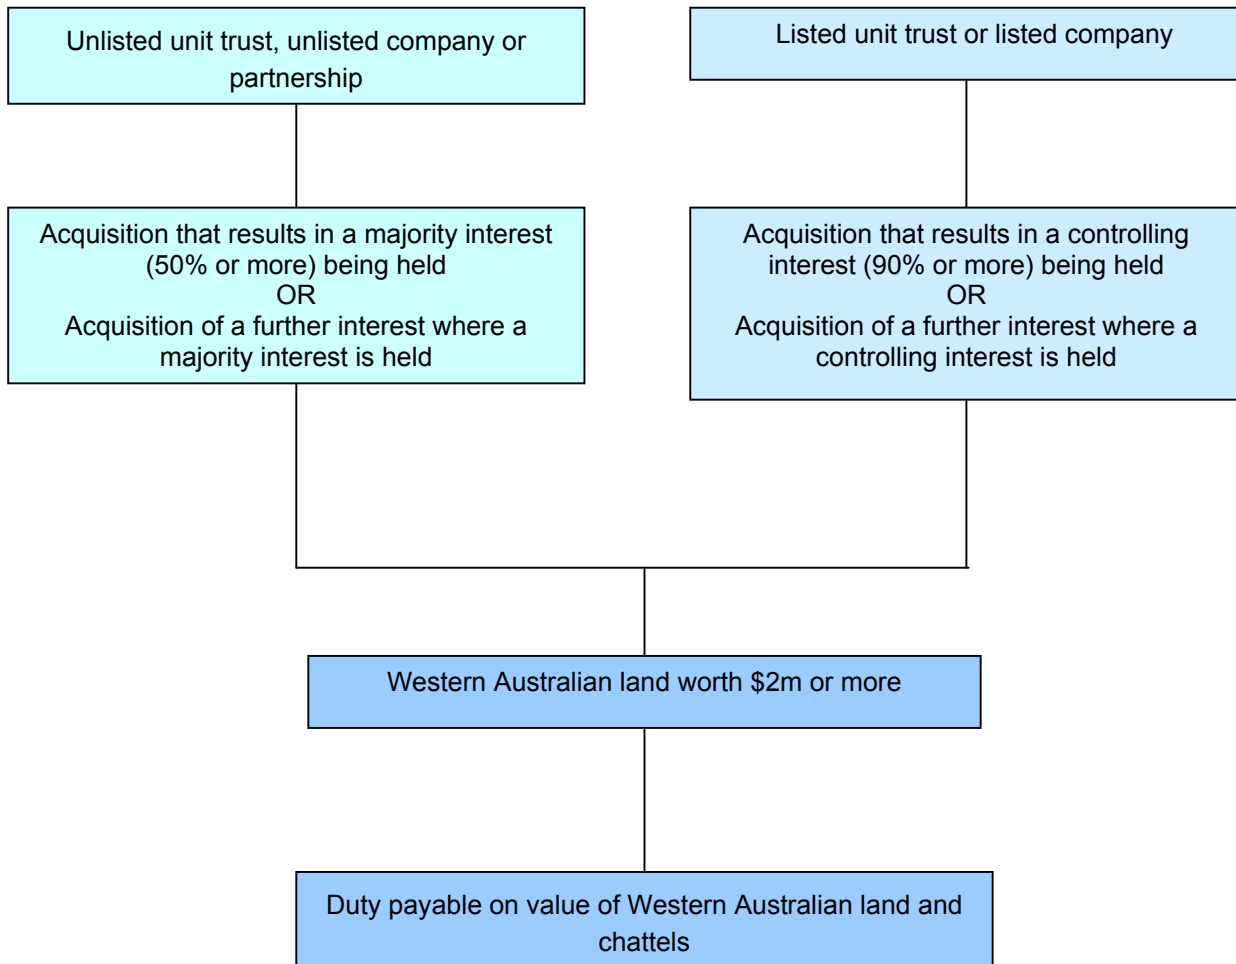 Unlisted unit trust, unlisted company or
partnership
Listed unit trust or listed company
Acquisition that results in a majority interest
(50% or more) being held
OR
Acquisition of a further interest where a
majority interest is held
Acquisition that results in a controlling
interest (90% or more) being held
OR
Acquisition of a further interest where a
controlling interest is held
Western Australian land worth $2m or more
Duty payable on value of Western Australian land and
chattels